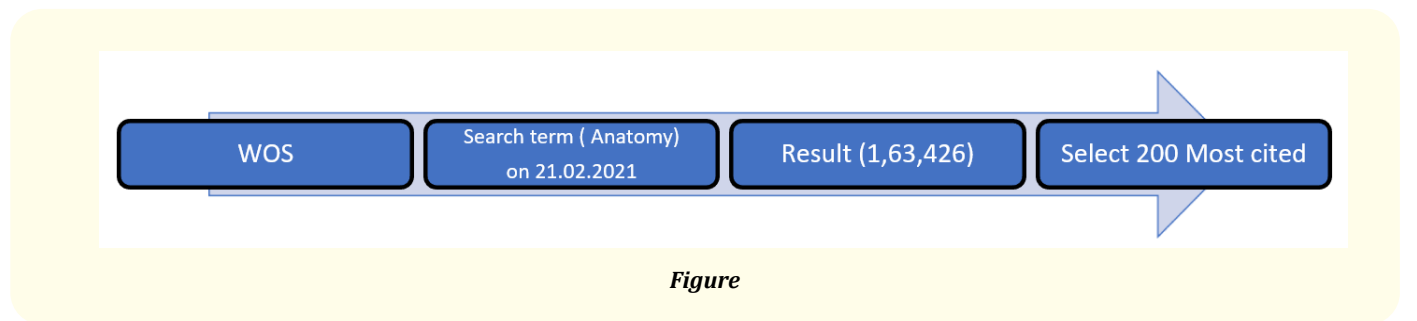 WOS
Search term ( Anatomy)
on 21.02.2021
Result (1,63,426)
Select 200 Most cited
Figure